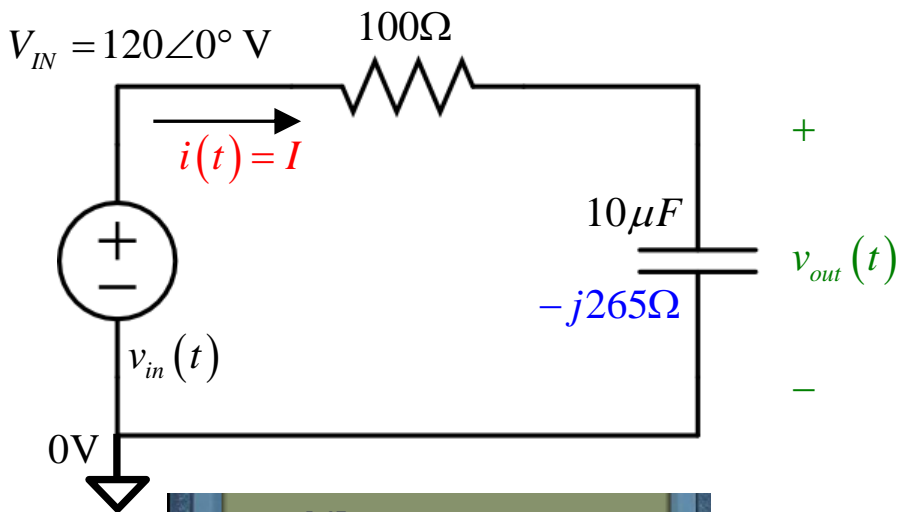 V_IN = 120∠0° V
100Ω
i(t) = I
+
10μF
+
−
v_out(t)
−j265Ω
v_in(t)
−
0V